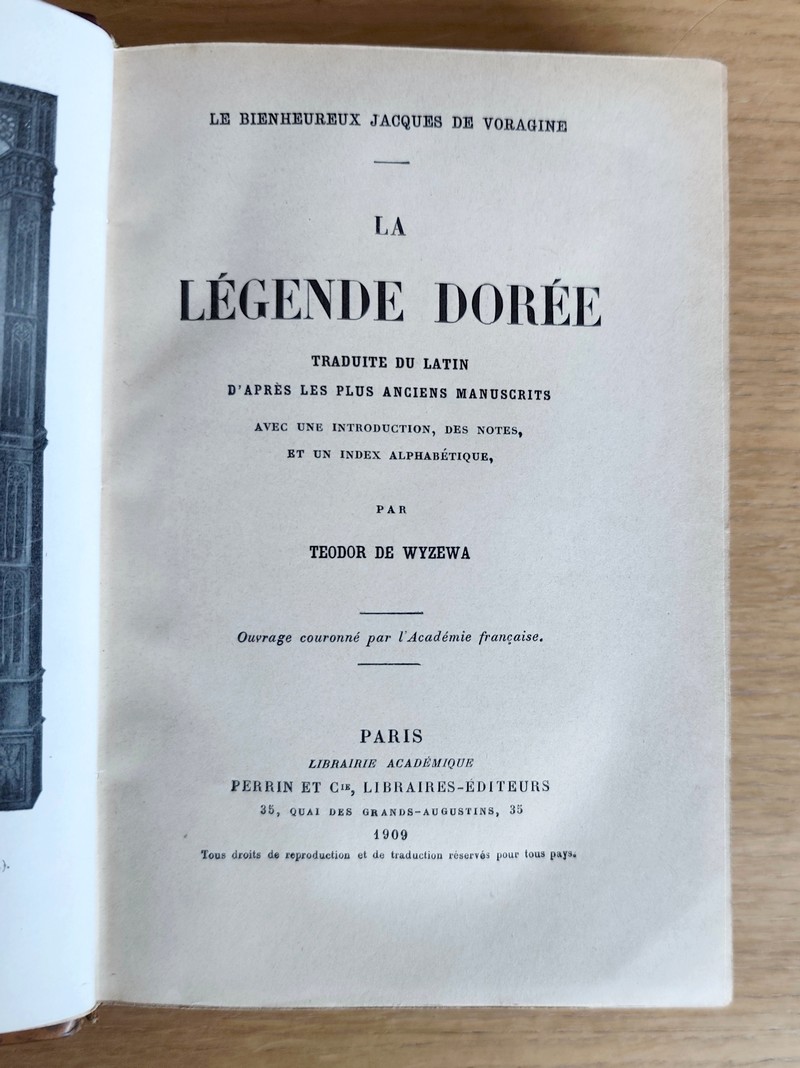 LE BIENHEUREUX JACQUES DE VORAGINE
LA
LÉGENDE DORÉE
TRADUITE DU LATIN
D'APRÈS LES PLUS ANCIENS MANUSCRITS
AVEC UNE INTRODUCTION, DES NOTES,
ET UN INDEX ALPHABÉTIQUE,
PAR
TEODOR DE WYZEWA
Ouvrage couronné par l'Académie française.
PARIS
LIBRAIRIE ACADÉMIQUE
PERRIN ET CIE, LIBRAIRES-ÉDITEURS
35, QUAI DES GRANDS-AUGUSTINS, 35
1909
Tous droits de reproduction et de traduction réservés pour tous pays.
).